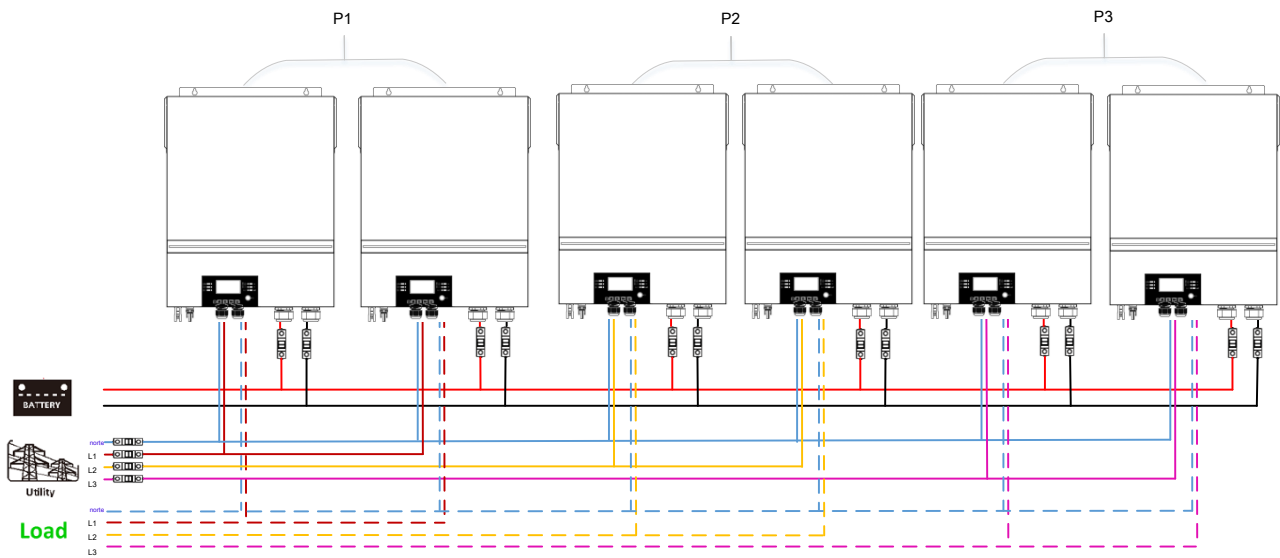 P1 P2 P3
BATTERY
norte
L1
L2
L3
Utility
norte
L1
Load
L2
L3